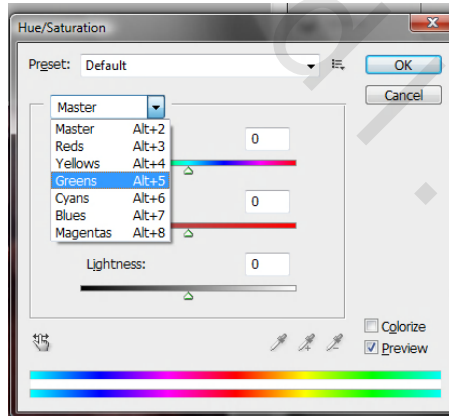 Hue/Saturation
Preset: Default
OK
Cancel
Master
Master Alt+2
Reds Alt+3
Yellows Alt+4
Greens Alt+5
Cyans Alt+6
Blues Alt+7
Magentas Alt+8
0
0
Lightness: 0
Colorize
Preview